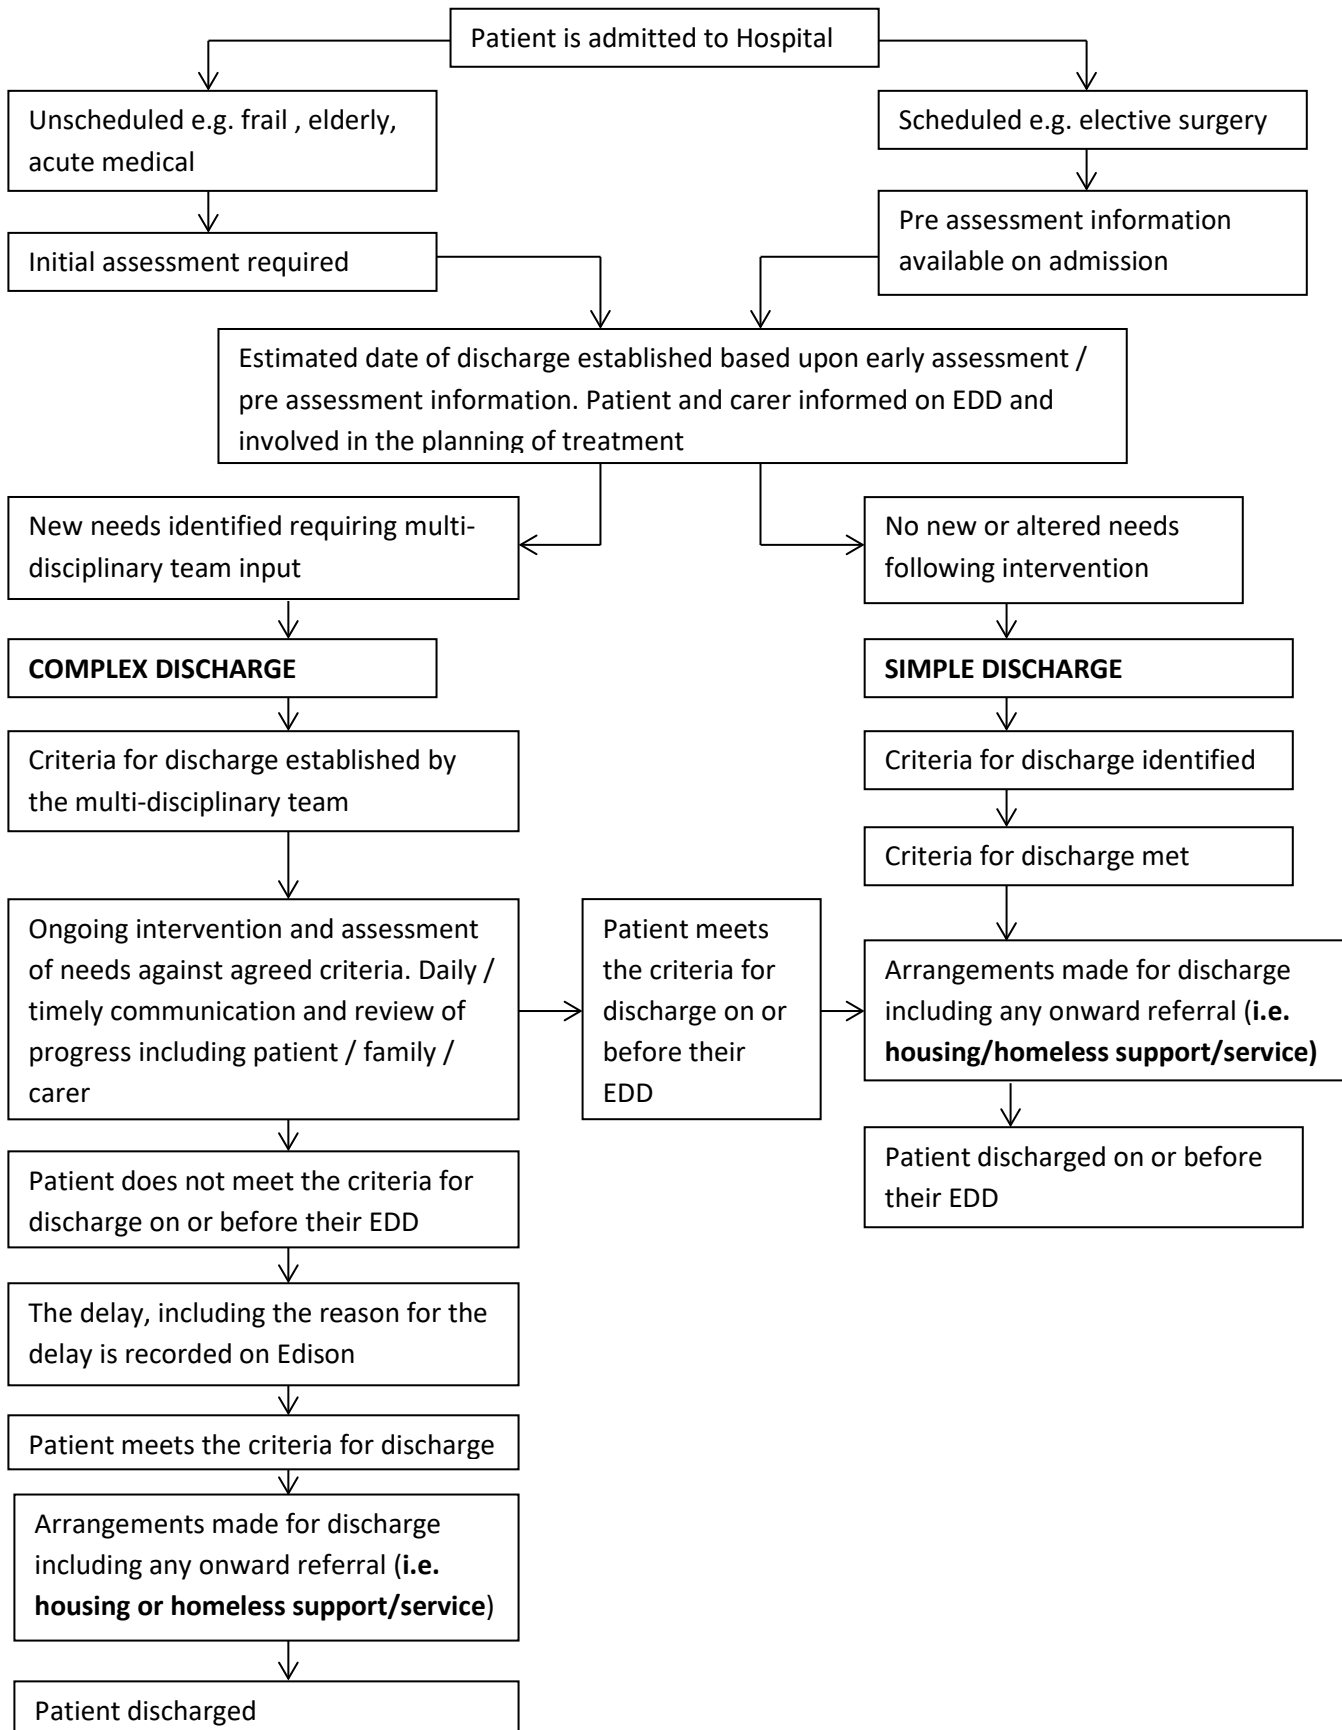 Patient is admitted to Hospital
Unscheduled e.g. frail , elderly,
acute medical
Scheduled e.g. elective surgery
Initial assessment required
Pre assessment information
available on admission
Estimated date of discharge established based upon early assessment /
pre assessment information. Patient and carer informed on EDD and
involved in the planning of treatment
New needs identified requiring multi-
disciplinary team input
No new or altered needs
following intervention
COMPLEX DISCHARGE
SIMPLE DISCHARGE
Criteria for discharge established by
the multi-disciplinary team
Criteria for discharge identified
Criteria for discharge met
Ongoing intervention and assessment
of needs against agreed criteria. Daily /
timely communication and review of
progress including patient / family /
carer
Patient meets
the criteria for
discharge on or
before their
EDD
Arrangements made for discharge
including any onward referral (i.e.
housing/homeless support/service)
Patient discharged on or before
their EDD
Patient does not meet the criteria for
discharge on or before their EDD
The delay, including the reason for the
delay is recorded on Edison
Patient meets the criteria for discharge
Arrangements made for discharge
including any onward referral (i.e.
housing or homeless support/service)
Patient discharged